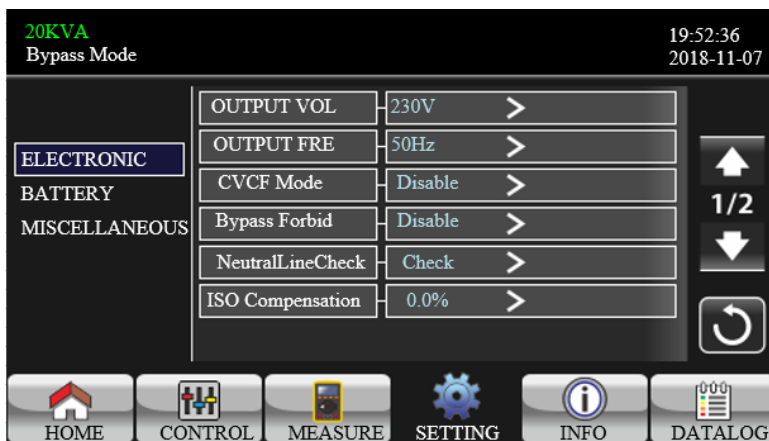 20KVA
Bypass Mode
19:52:36
2018-11-07
ELECTRONIC
BATTERY
MISCELLANEOUS
OUTPUT VOL 230V >
OUTPUT FRE 50Hz >
CVCF Mode Disable >
Bypass Forbid Disable >
NeutralLineCheck Check >
ISO Compensation 0.0% >
1/2
HOME CONTROL MEASURE SETTING INFO DATALOG